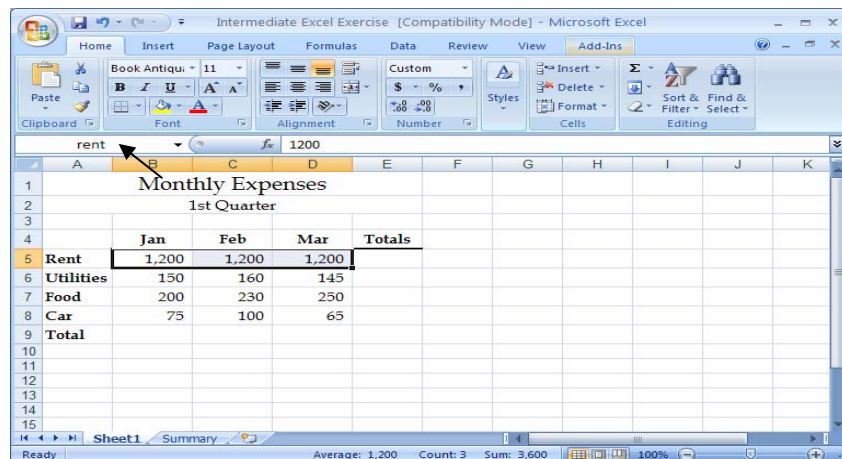 Intermediate Excel Exercise [Compatibility Mode] - Microsoft Excel
Home Insert Page Layout Formulas Data Review View Add-Ins
Paste
Clipboard
Book Antiqu 11
B I U A A
A
Font
Alignment
Custom
$ % ,
.00 .0
Number
Styles
Insert
Delete
Format
Cells
Σ
Sort & Filter
Find & Select
Editing
rent fx 1200
A B C D E F G H I J K
1 Monthly Expenses
2 1st Quarter
3
4 Jan Feb Mar Totals
5 Rent 1,200 1,200 1,200
6 Utilities 150 160 145
7 Food 200 230 250
8 Car 75 100 65
9 Total
10
11
12
13
14
15
Sheet1 Summary
Ready Average: 1,200 Count: 3 Sum: 3,600 100%